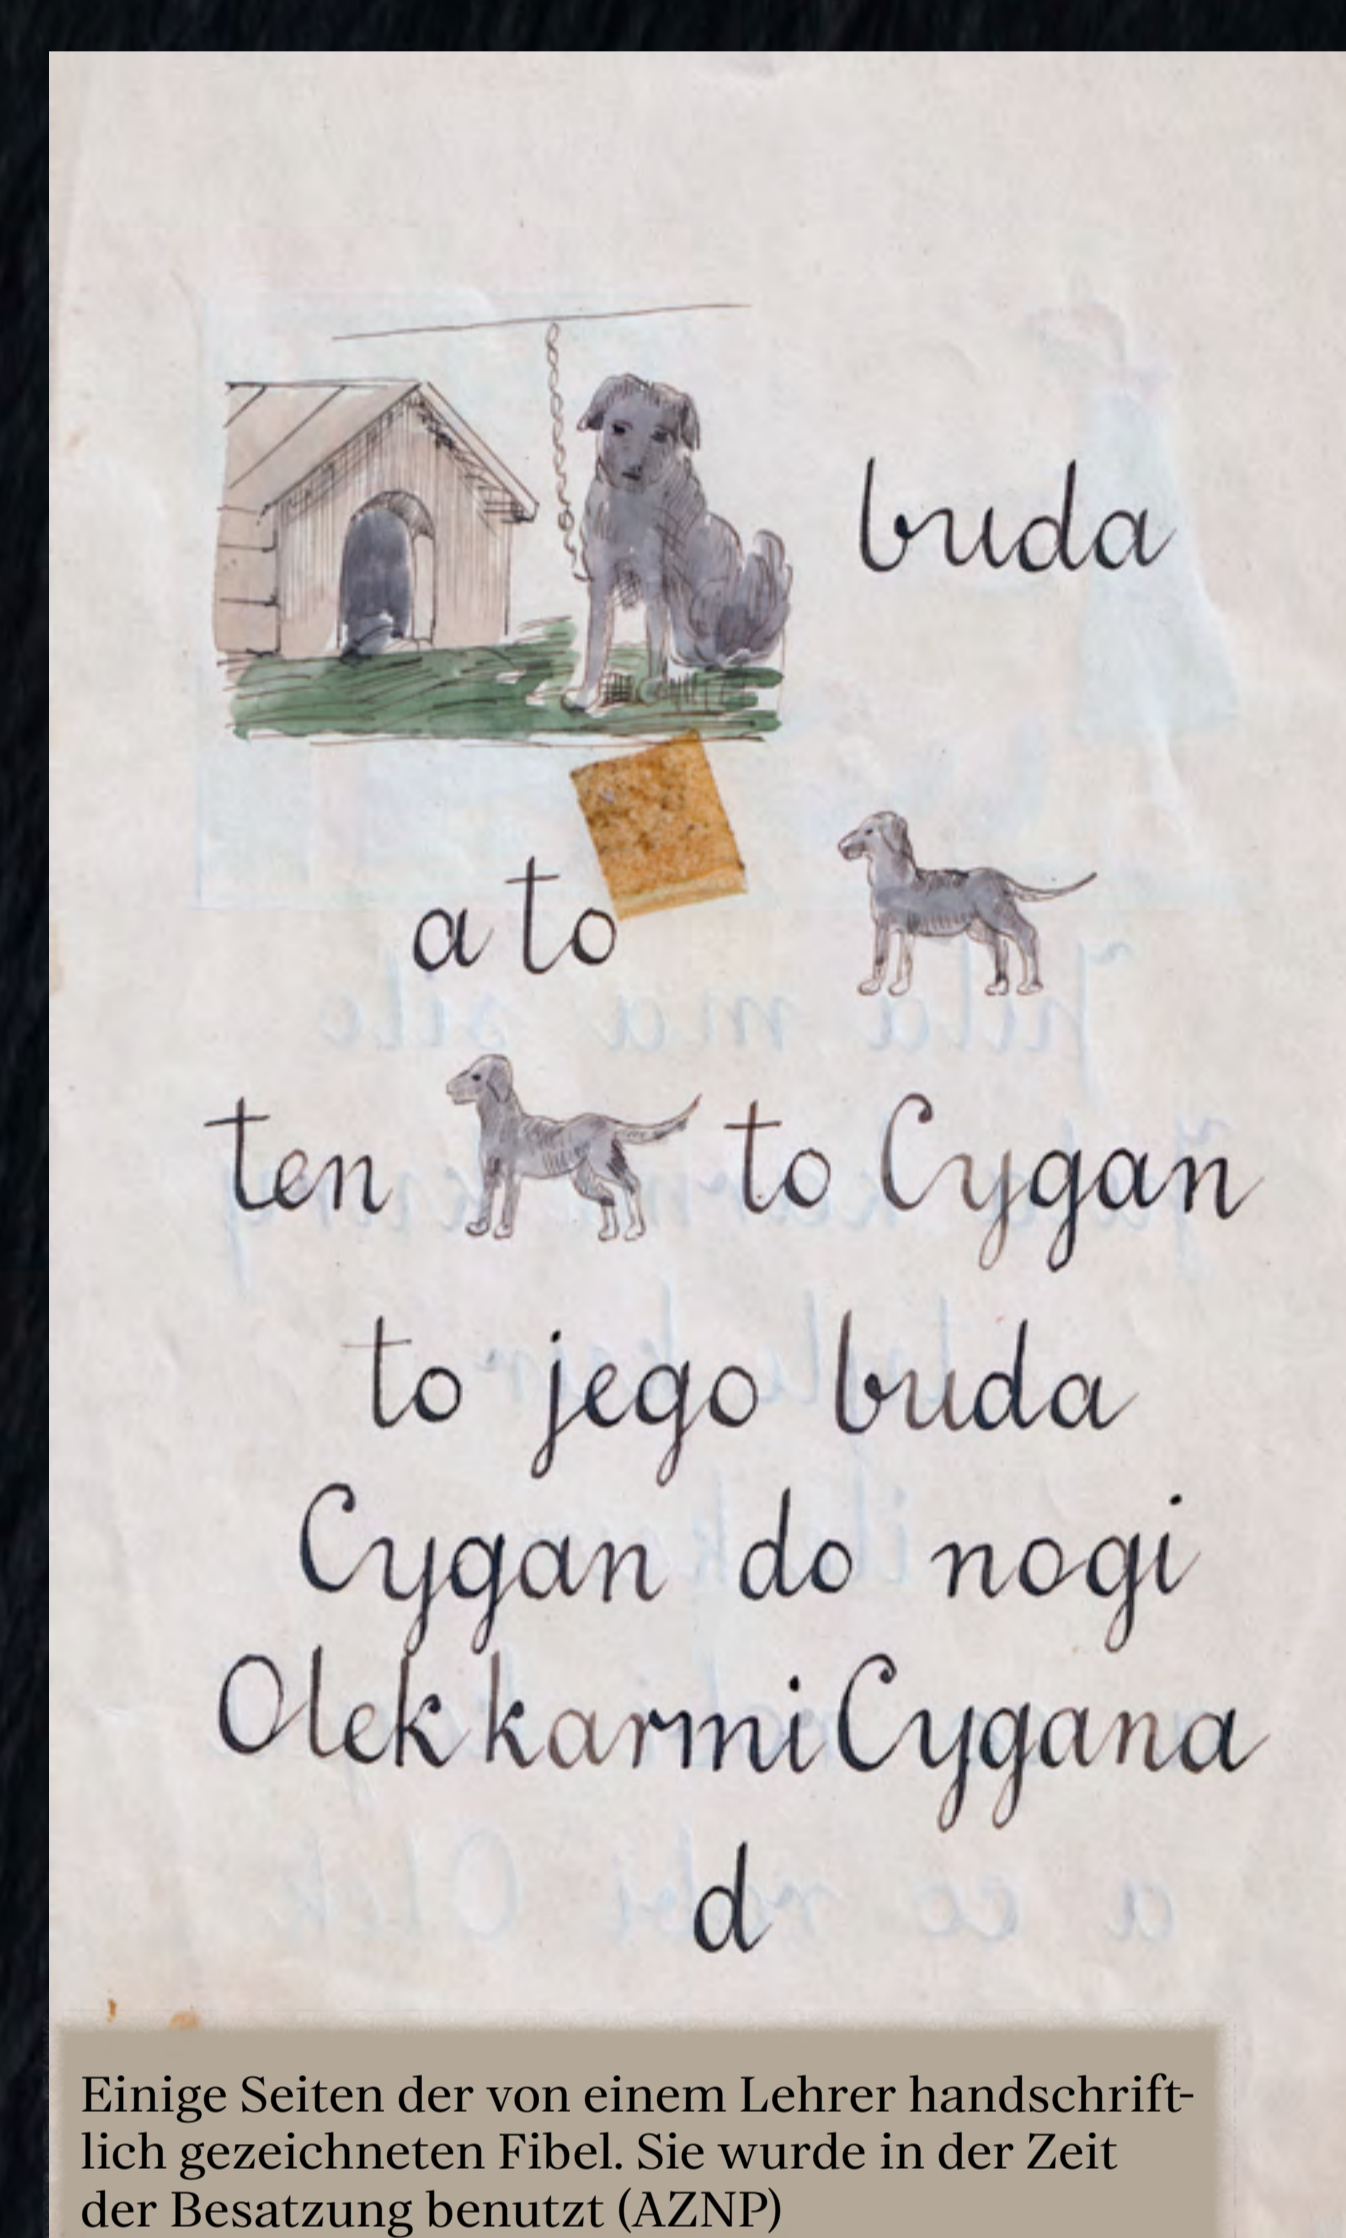 buda
a to
ten to Cygan
to jego buda
Cygan do nogi
Olek karmi Cygana
d
Einige Seiten der von einem Lehrer handschrift-
lich gezeichneten Fibel. Sie wurde in der Zeit
der Besatzung benutzt (AZNP)